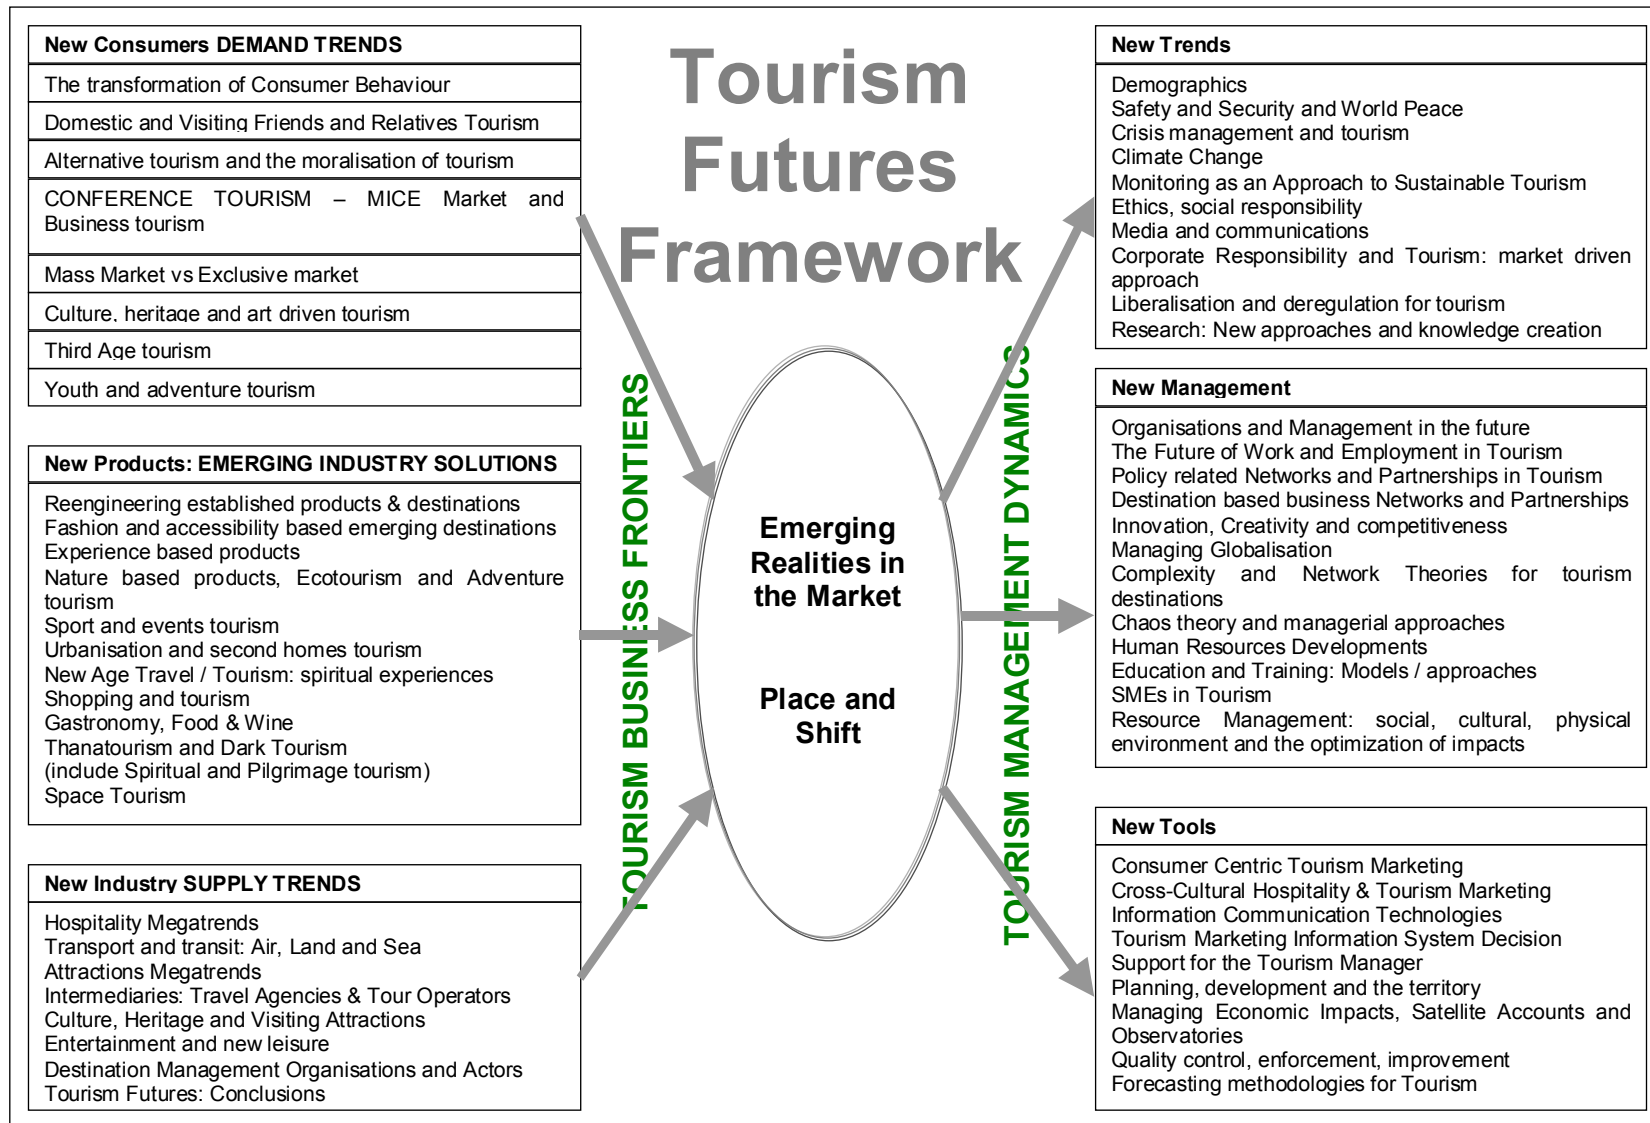 Tourism
Futures
Framework
New Consumers DEMAND TRENDS
The transformation of Consumer Behaviour
Domestic and Visiting Friends and Relatives Tourism
Alternative tourism and the moralisation of tourism
CONFERENCE TOURISM – MICE Market and
Business tourism
Mass Market vs Exclusive market
Culture, heritage and art driven tourism
Third Age tourism
Youth and adventure tourism
New Products: EMERGING INDUSTRY SOLUTIONS
Reengineering established products & destinations
Fashion and accessibility based emerging destinations
Experience based products
Nature based products, Ecotourism and Adventure
tourism
Sport and events tourism
Urbanisation and second homes tourism
New Age Travel / Tourism: spiritual experiences
Shopping and tourism
Gastronomy, Food & Wine
Thanatourism and Dark Tourism
(include Spiritual and Pilgrimage tourism)
Space Tourism
New Industry SUPPLY TRENDS
Hospitality Megatrends
Transport and transit: Air, Land and Sea
Attractions Megatrends
Intermediaries: Travel Agencies & Tour Operators
Culture, Heritage and Visiting Attractions
Entertainment and new leisure
Destination Management Organisations and Actors
Tourism Futures: Conclusions
TOURISM BUSINESS FRONTIERS
Emerging
Realities in
the Market
Place and
Shift
TOURISM MANAGEMENT DYNAMICS
New Trends
Demographics
Safety and Security and World Peace
Crisis management and tourism
Climate Change
Monitoring as an Approach to Sustainable Tourism
Ethics, social responsibility
Media and communications
Corporate Responsibility and Tourism: market driven
approach
Liberalisation and deregulation for tourism
Research: New approaches and knowledge creation
New Management
Organisations and Management in the future
The Future of Work and Employment in Tourism
Policy related Networks and Partnerships in Tourism
Destination based business Networks and Partnerships
Innovation, Creativity and competitiveness
Managing Globalisation
Complexity and Network Theories for tourism
destinations
Chaos theory and managerial approaches
Human Resources Developments
Education and Training: Models / approaches
SMEs in Tourism
Resource Management: social, cultural, physical
environment and the optimization of impacts
New Tools
Consumer Centric Tourism Marketing
Cross-Cultural Hospitality & Tourism Marketing
Information Communication Technologies
Tourism Marketing Information System Decision
Support for the Tourism Manager
Planning, development and the territory
Managing Economic Impacts, Satellite Accounts and
Observatories
Quality control, enforcement, improvement
Forecasting methodologies for Tourism